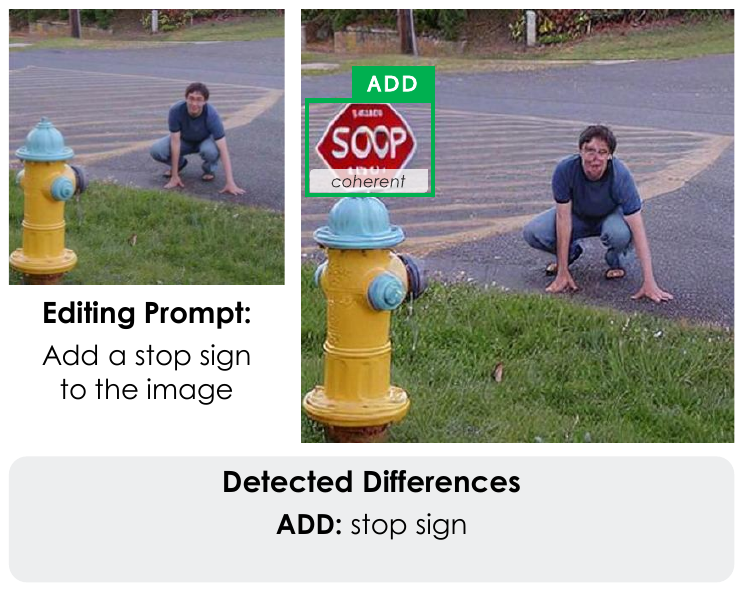 ADD
SOOP
coherent
Editing Prompt:
Add a stop sign
to the image
Detected Differences
ADD: stop sign